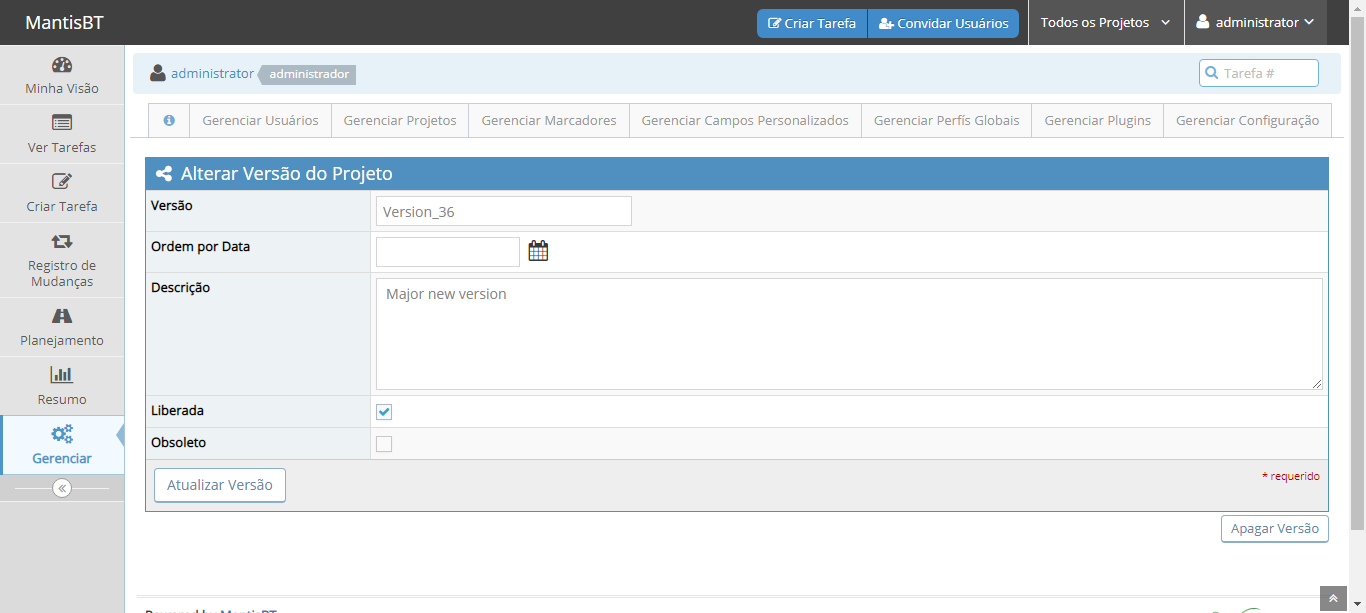 MantisBT
Criar Tarefa
Convidar Usuários
Todos os Projetos
administrator
Minha Visão
Ver Tarefas
Criar Tarefa
Registro de
Mudanças
Planejamento
Resumo
Gerenciar
administrator
administrador
Tarefa #
Gerenciar Usuários
Gerenciar Projetos
Gerenciar Marcadores
Gerenciar Campos Personalizados
Gerenciar Perfís Globais
Gerenciar Plugins
Gerenciar Configuração
Alterar Versão do Projeto
Versão
Version_36
Ordem por Data
Descrição
Major new version
Liberada
Obsoleto
Atualizar Versão
* requerido
Apagar Versão
Powered by MantisBT